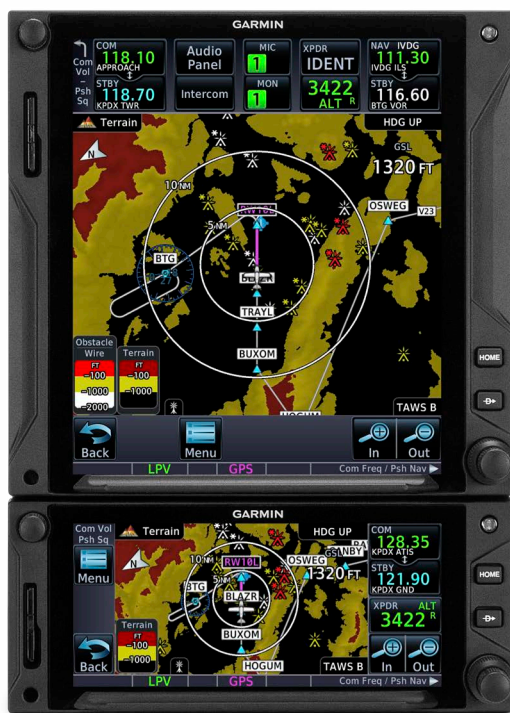 GARMIN
Com
Vol
–
Psh
Sq
COM
118.10
APPROACH
STBY
118.70
KPDX TWR
Audio
Panel
Intercom
MIC
1
MON
1
XPDR
IDENT
3422
ALT R
NAV IVDG
111.30
IVDG ILS
STBY
116.60
BTG VOR
Terrain
HDG UP
N
GSL
1320 FT
10 NM
5 NM
RW10L
OSWEG
V23
BTG
TRAYL
BUXOM
HOGUM
Obstacle
Wire
FT
-100
-1000
-2000
Terrain
FT
-100
-1000
TAWS B
Back
Menu
In
Out
HOME
D
LPV
GPS
Com Freq / Psh Nav
GARMIN
Com Vol
Psh Sq
Menu
Back
Terrain
HDG UP
N
10 NM
5 NM
RW10L
OSWEG
GSL
1320 FT
BTG
BLAZR
BUXOM
HOGUM
Terrain
FT
-100
-1000
TAWS B
COM
128.35
KPDX ATIS
STBY
121.90
KPDX GND
XPDR ALT
3422 R
In
Out
HOME
D
LPV
GPS
Com Freq / Psh Nav